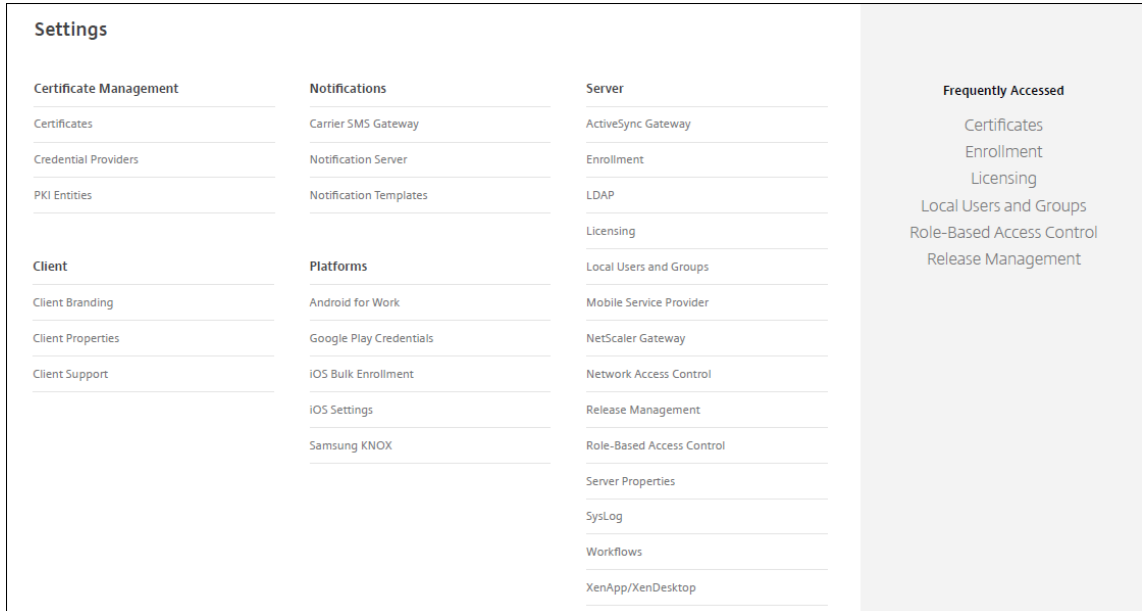 Settings
Certificate Management
Certificates
Credential Providers
PKI Entities
Client
Client Branding
Client Properties
Client Support
Notifications
Carrier SMS Gateway
Notification Server
Notification Templates
Platforms
Android for Work
Google Play Credentials
iOS Bulk Enrollment
iOS Settings
Samsung KNOX
Server
ActiveSync Gateway
Enrollment
LDAP
Licensing
Local Users and Groups
Mobile Service Provider
NetScaler Gateway
Network Access Control
Release Management
Role-Based Access Control
Server Properties
SysLog
Workflows
XenApp/XenDesktop
Frequently Accessed
Certificates
Enrollment
Licensing
Local Users and Groups
Role-Based Access Control
Release Management